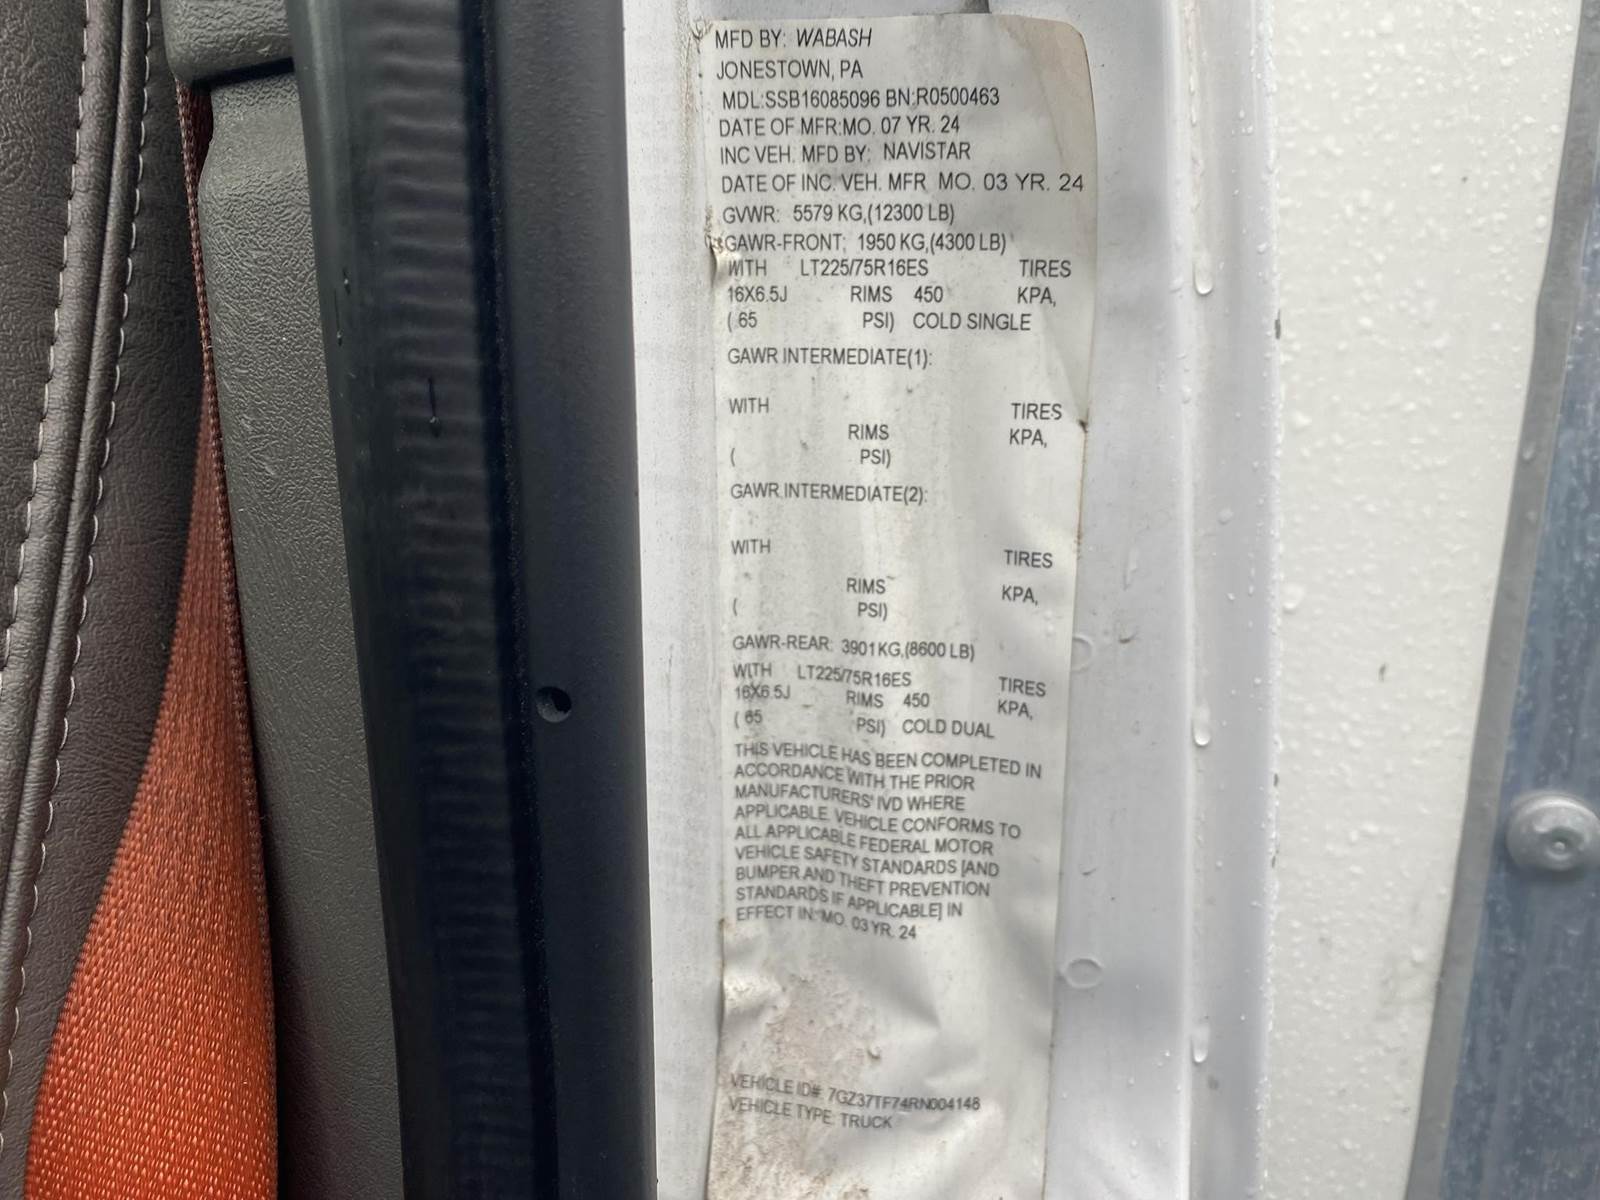 MFD BY: WABASH
JONESTOWN, PA
MDL:SSB16085096 BN:R0500463
DATE OF MFR:MO. 07 YR. 24
INC VEH. MFD BY: NAVISTAR
DATE OF INC. VEH. MFR MO. 03 YR. 24
GVWR: 5579 KG,(12300 LB)
GAWR-FRONT: 1950 KG,(4300 LB)
WITH LT225/75R16ES TIRES
16X6.5J RIMS 450 KPA,
( 65 PSI) COLD SINGLE
GAWR INTERMEDIATE(1):
WITH TIRES
RIMS KPA,
( PSI)
GAWR INTERMEDIATE(2):
WITH TIRES
RIMS KPA,
( PSI)
GAWR-REAR: 3901KG,(8600 LB)
WITH LT225/75R16ES TIRES
16X6.5J RIMS 450 KPA,
( 65 PSI) COLD DUAL
THIS VEHICLE HAS BEEN COMPLETED IN
ACCORDANCE WITH THE PRIOR
MANUFACTURERS' IVD WHERE
APPLICABLE. VEHICLE CONFORMS TO
ALL APPLICABLE FEDERAL MOTOR
VEHICLE SAFETY STANDARDS [AND
BUMPER AND THEFT PREVENTION
STANDARDS IF APPLICABLE] IN
EFFECT IN: MO. 03 YR. 24
VEHICLE ID#: 7GZ37TF74RN004148
VEHICLE TYPE: TRUCK